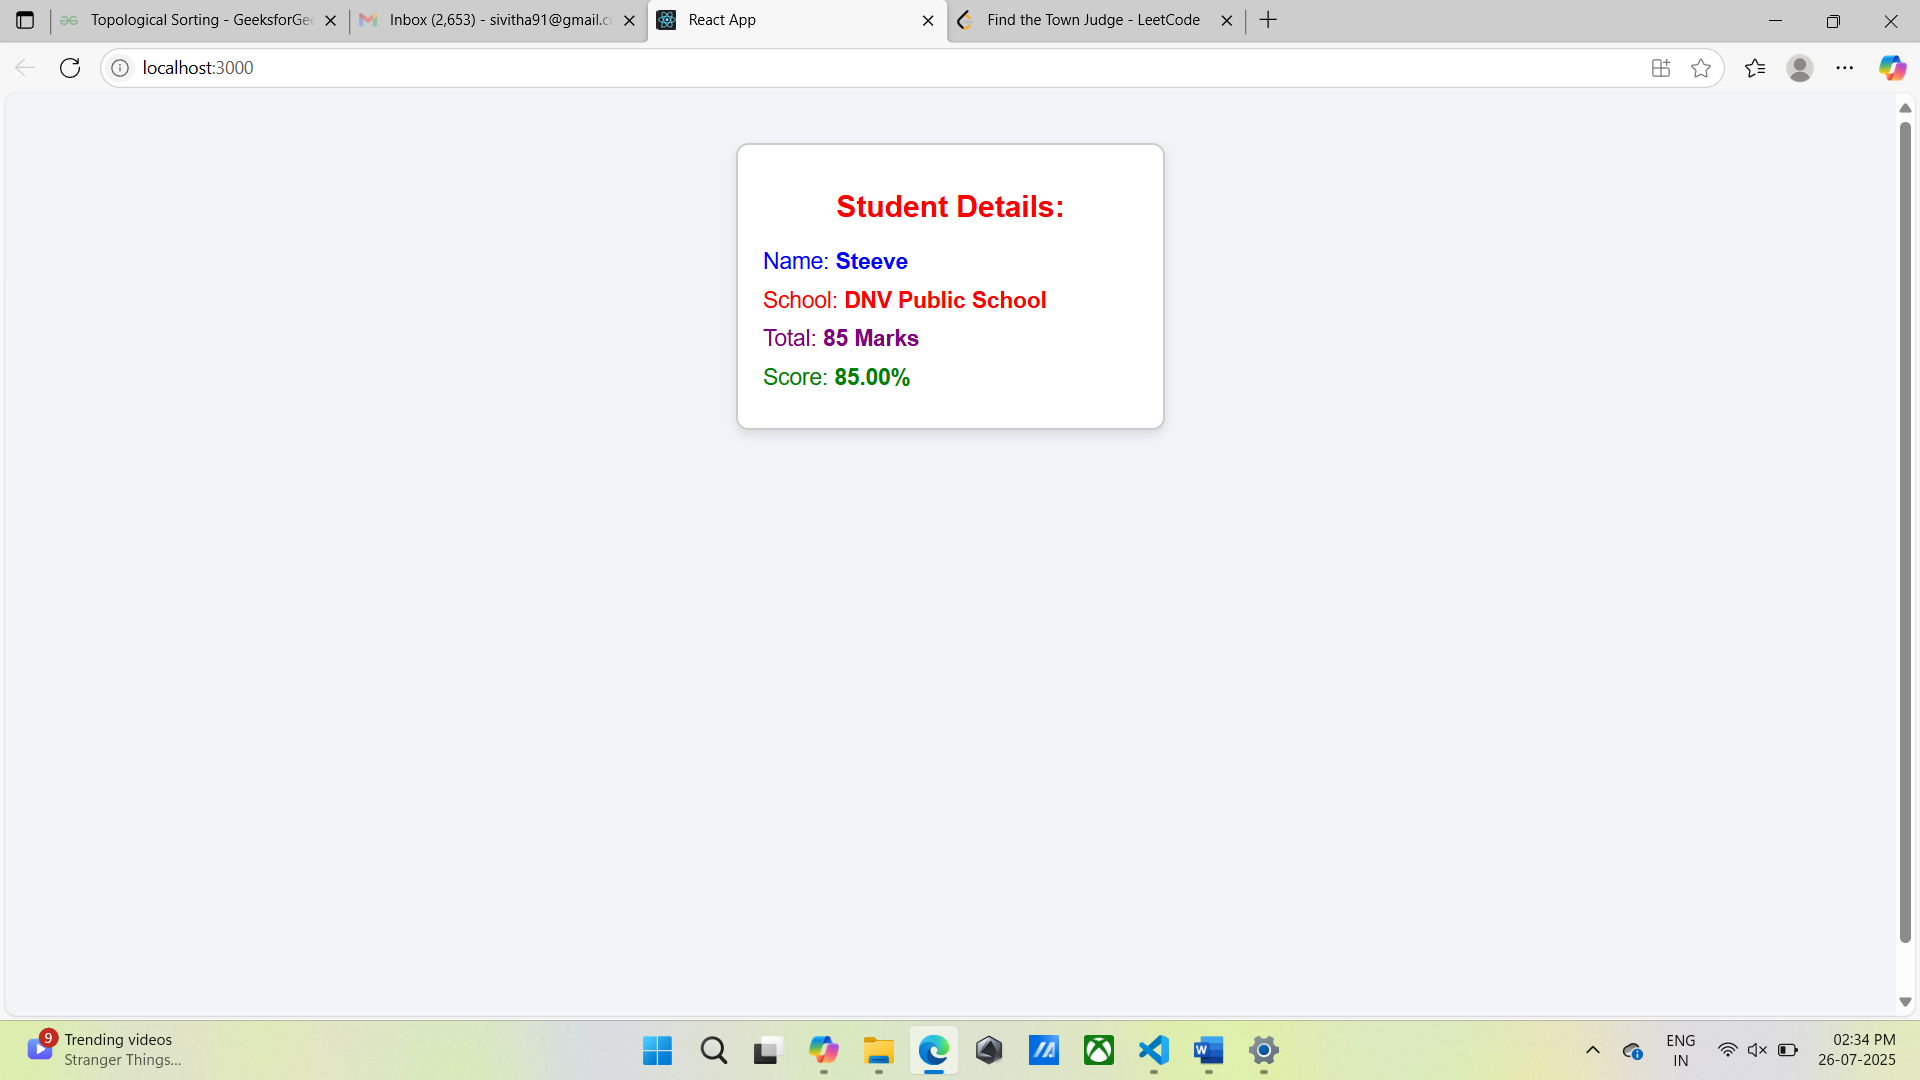 Topological Sorting - GeeksforGe
Inbox (2,653) - sivitha91@gmail.c
React App
Find the Town Judge - LeetCode
localhost:3000
Student Details:
Name: Steeve
School: DNV Public School
Total: 85 Marks
Score: 85.00%
9
Trending videos
Stranger Things...
W
ENG
IN
02:34 PM
26-07-2025